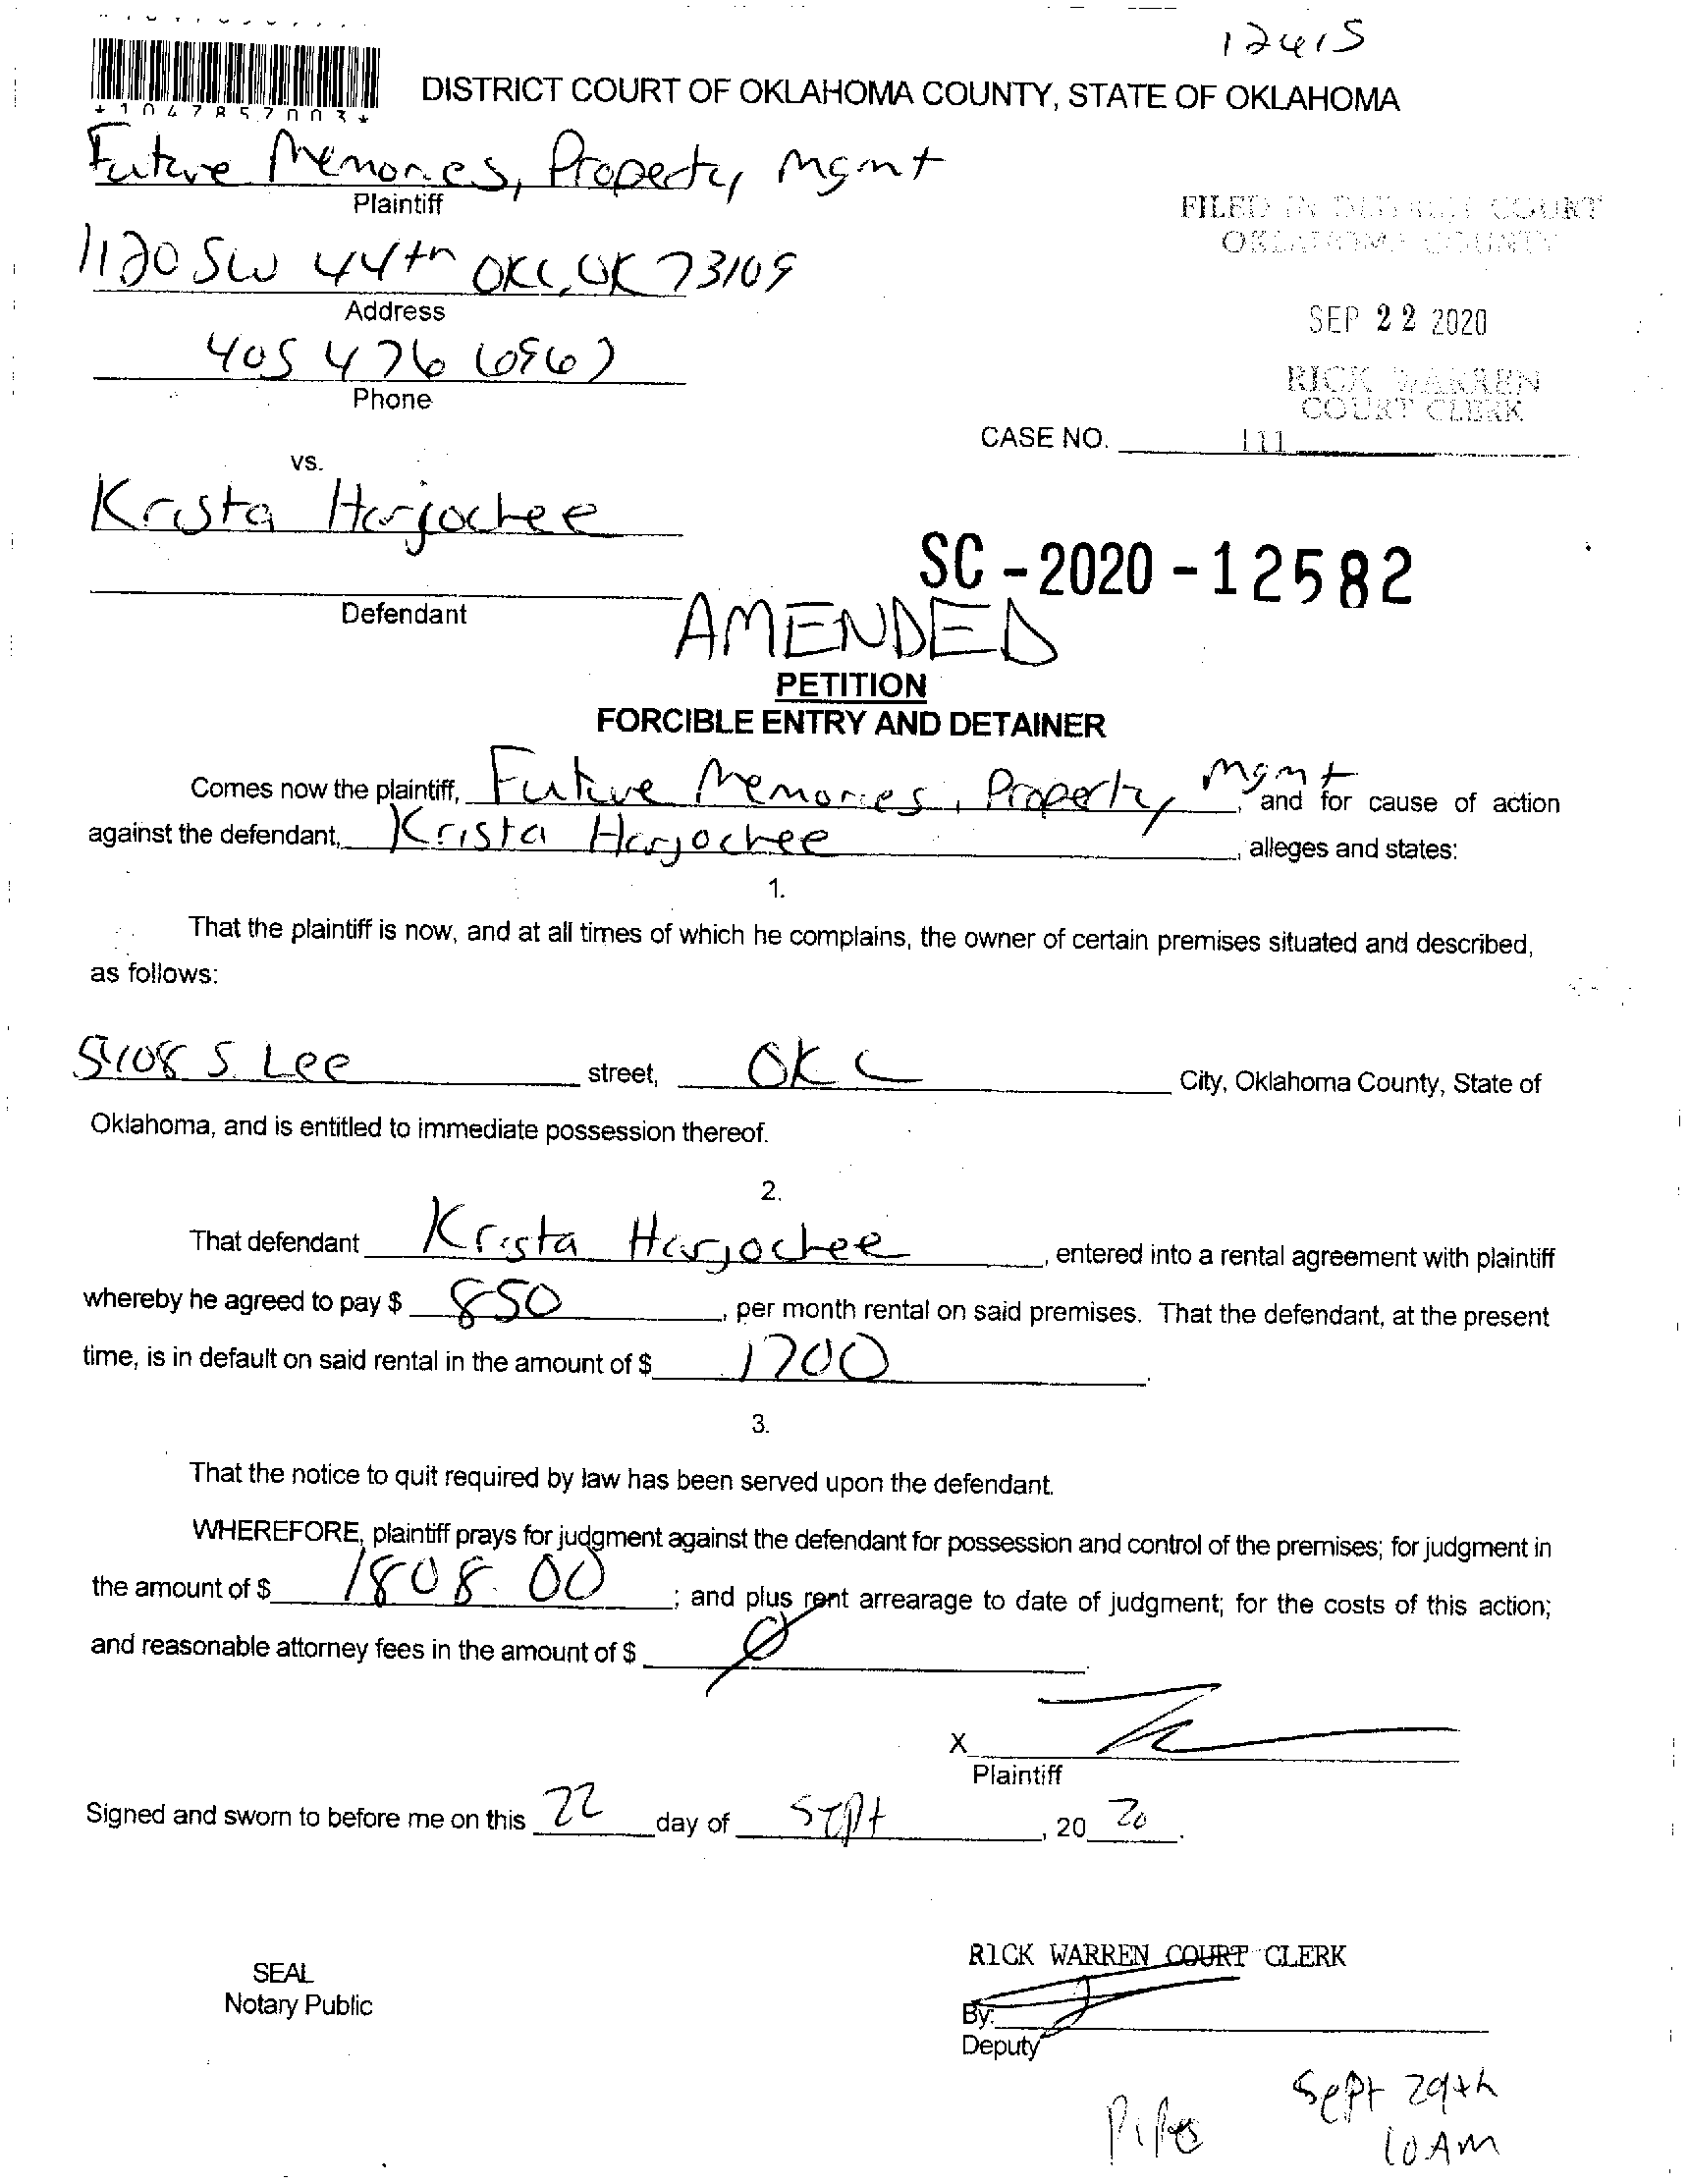 12415
*1047857003*
DISTRICT COURT OF OKLAHOMA COUNTY, STATE OF OKLAHOMA
Future Memories, Property Mgmt
Plaintiff
FILED IN DISTRICT COURT
OKLAHOMA COUNTY
1120 SW 44th OKC, OK 73109
Address
SEP 22 2020
405 476
Phone
RICK WARREN
COURT CLERK
CASE NO.
111
vs.
Krista Harjochee
SC-2020-12582
Defendant
AMENDED
PETITION
FORCIBLE ENTRY AND DETAINER
Comes now the plaintiff, Future Memories, Property Mgmt, and for cause of action
against the defendant, Krista Harjochee, alleges and states:
1.
That the plaintiff is now, and at all times of which he complains, the owner of certain premises situated and described,
as follows:
S. Lee street, OKC City, Oklahoma County, State of
Oklahoma, and is entitled to immediate possession thereof.
2.
That defendant Krista Harjochee, entered into a rental agreement with plaintiff
whereby he agreed to pay $ 850, per month rental on said premises. That the defendant, at the present
time, is in default on said rental in the amount of $ 1700.
3.
That the notice to quit required by law has been served upon the defendant.
WHEREFORE, plaintiff prays for judgment against the defendant for possession and control of the premises; for judgment in
the amount of $ 1808.00; and plus rent arrearage to date of judgment; for the costs of this action;
and reasonable attorney fees in the amount of $ Ø.
X
Plaintiff
Signed and sworn to before me on this 22 day of Sept, 20 20.
RICK WARREN COURT CLERK
SEAL
Notary Public
By:
Deputy
Sept 29th
10 AM